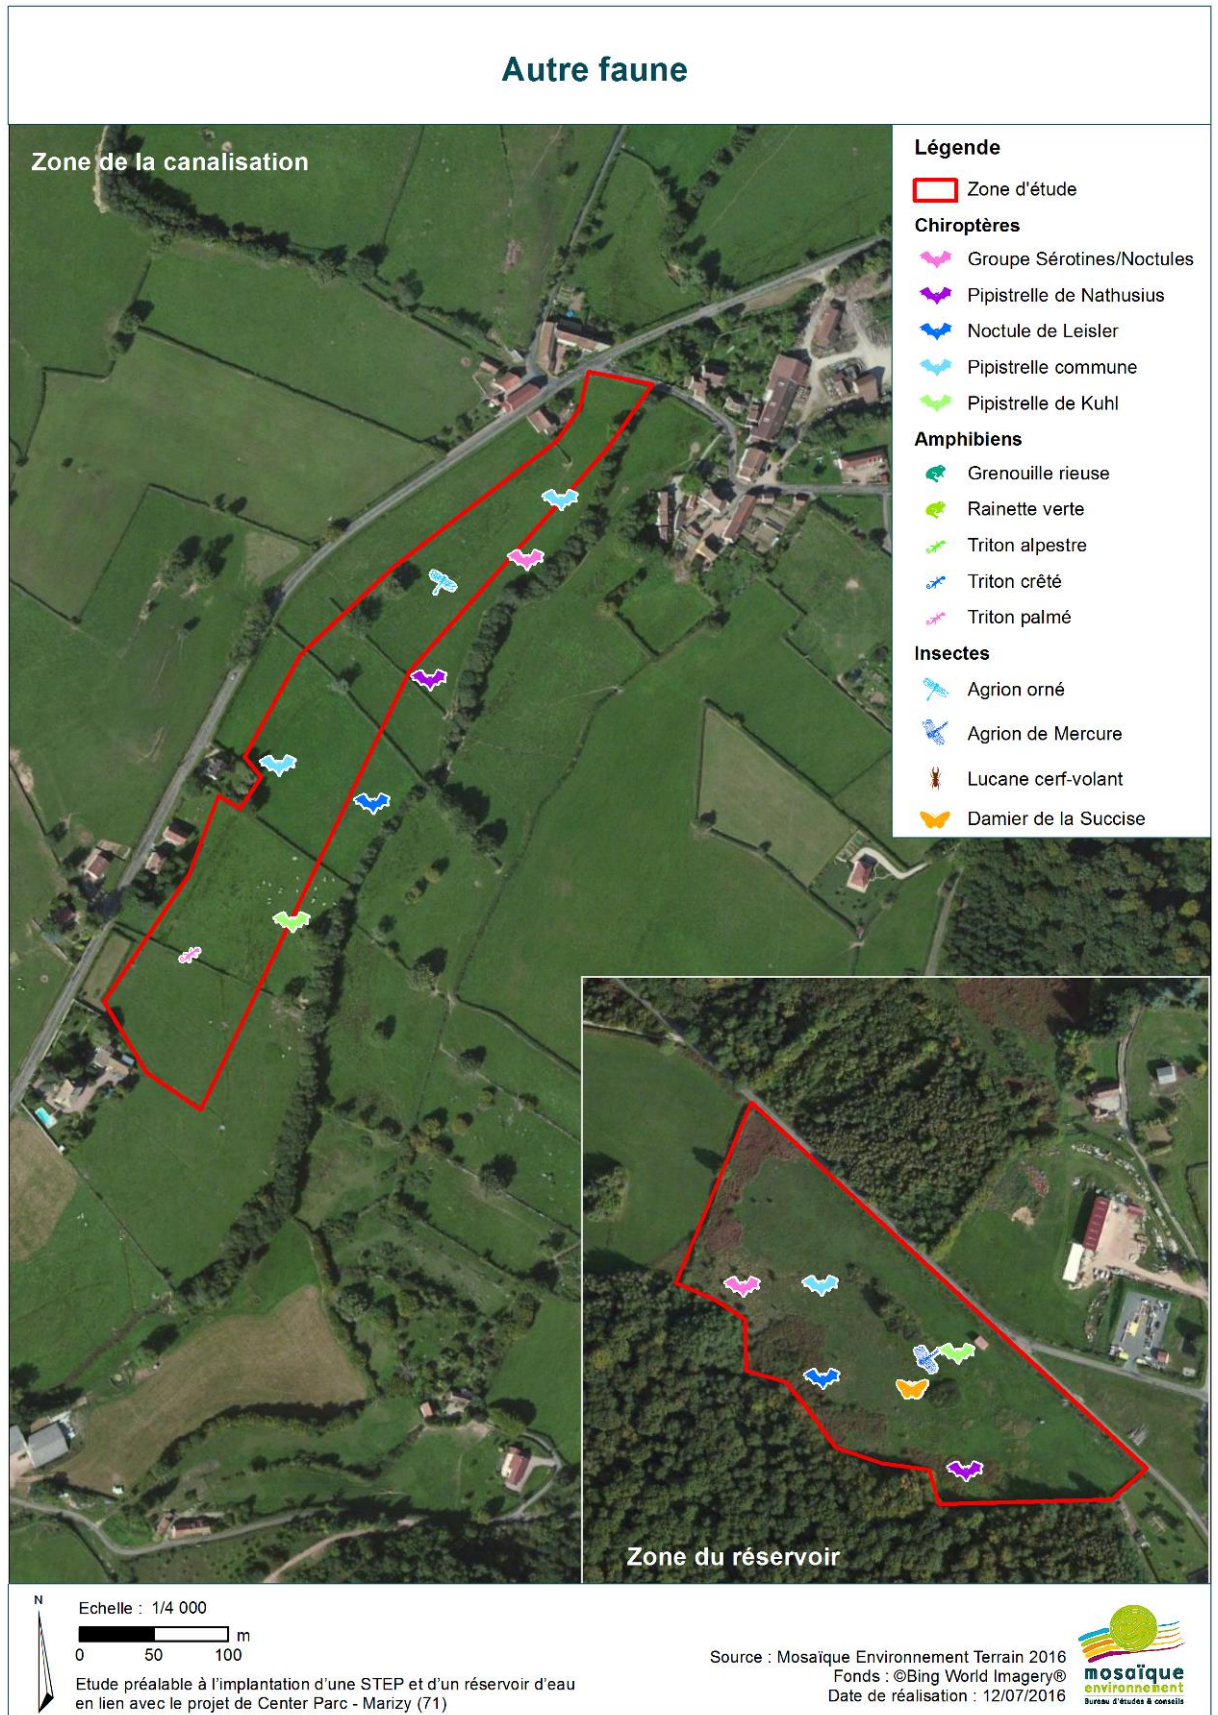 Autre faune
Zone de la canalisation
Légende
Zone d'étude
Chiroptères
Groupe Sérotines/Noctules
Pipistrelle de Nathusius
Noctule de Leisler
Pipistrelle commune
Pipistrelle de Kuhl
Amphibiens
Grenouille rieuse
Rainette verte
Triton alpestre
Triton crêté
Triton palmé
Insectes
Agrion orné
Agrion de Mercure
Lucane cerf-volant
Damier de la Succise
Zone du réservoir
N
Echelle : 1/4 000
m
0 50 100
Etude préalable à l'implantation d'une STEP et d'un réservoir d'eau
en lien avec le projet de Center Parc - Marizy (71)
Source : Mosaïque Environnement Terrain 2016
Fonds : ©Bing World Imagery®
Date de réalisation : 12/07/2016
mosaïque
environnement
Bureau d'études & conseils